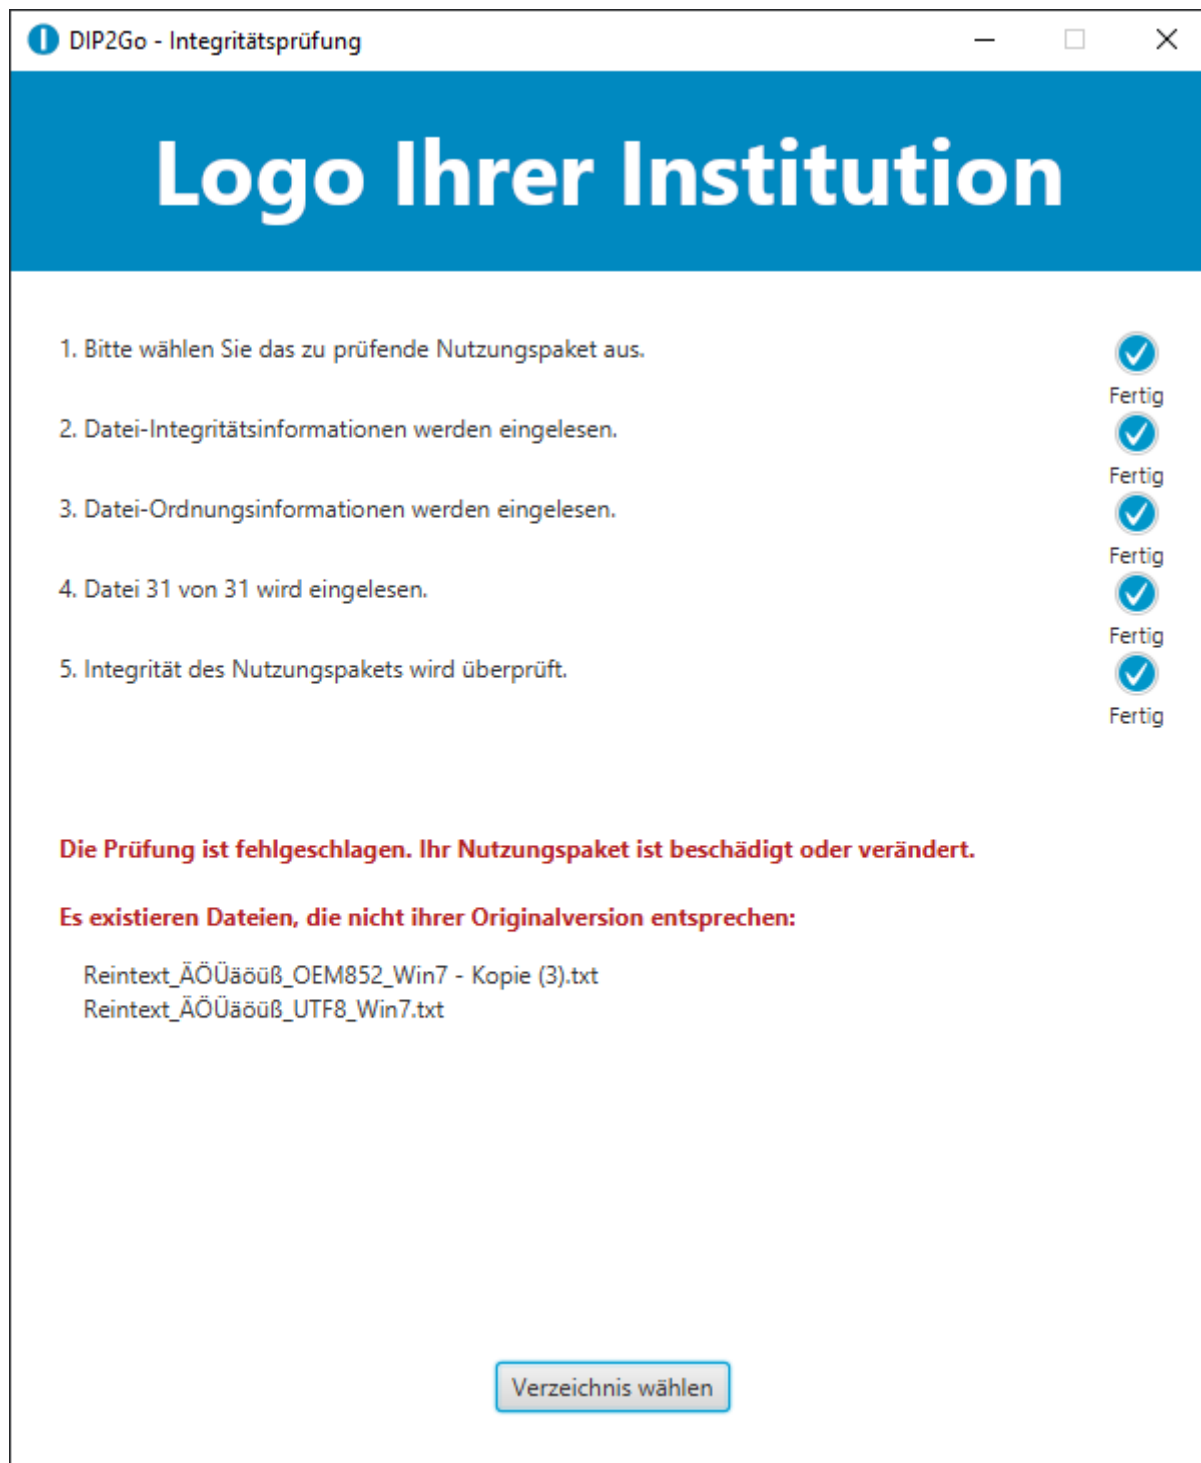 DIP2Go - Integritätsprüfung
Logo Ihrer Institution
1. Bitte wählen Sie das zu prüfende Nutzungspaket aus.
Fertig
2. Datei-Integritätsinformationen werden eingelesen.
Fertig
3. Datei-Ordnungsinformationen werden eingelesen.
Fertig
4. Datei 31 von 31 wird eingelesen.
Fertig
5. Integrität des Nutzungspakets wird überprüft.
Fertig
Die Prüfung ist fehlgeschlagen. Ihr Nutzungspaket ist beschädigt oder verändert.
Es existieren Dateien, die nicht ihrer Originalversion entsprechen:
Reintext_ÄÖÜäöüß_OEM852_Win7 - Kopie (3).txt
Reintext_ÄÖÜäöüß_UTF8_Win7.txt
Verzeichnis wählen